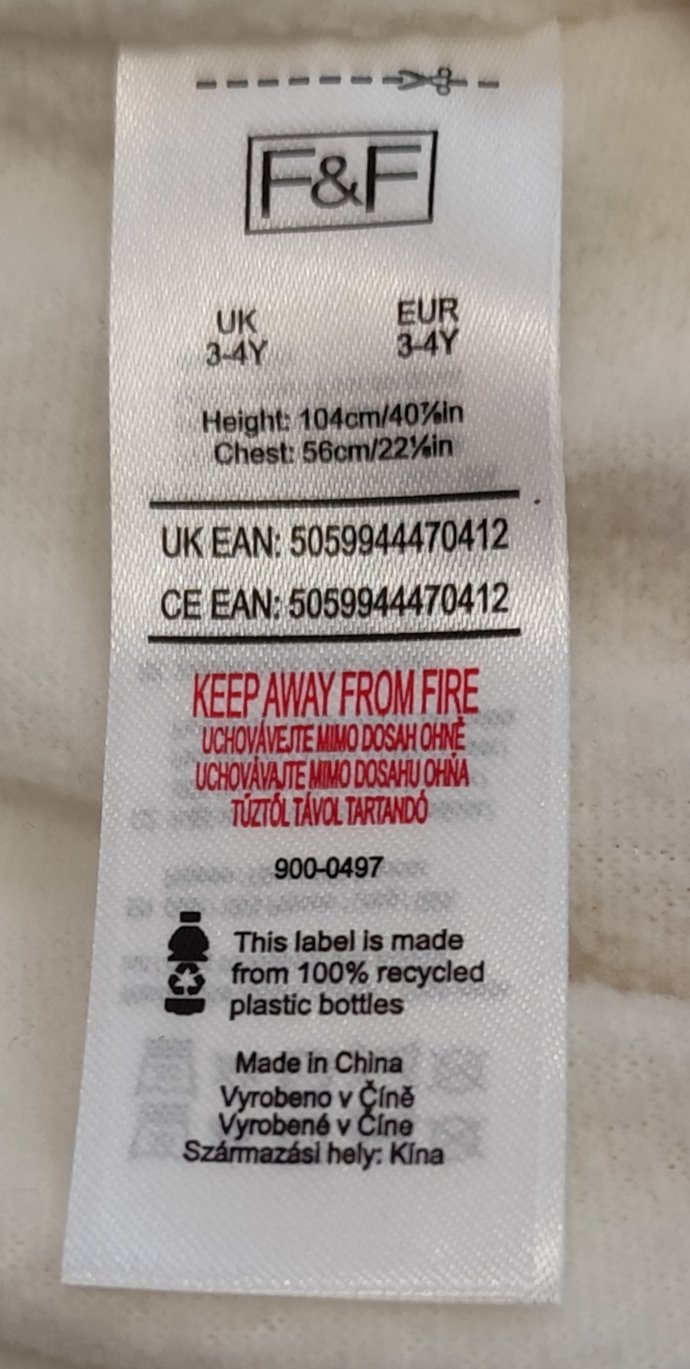 F&F
UK EUR
3-4Y 3-4Y
Height: 104cm/40⅞in
Chest: 56cm/22⅛in
UK EAN: 5059944470412
CE EAN: 5059944470412
KEEP AWAY FROM FIRE
UCHOVÁVEJTE MIMO DOSAH OHNĚ
UCHOVÁVAJTE MIMO DOSAHU OHŇA
TŰZTŐL TÁVOL TARTANDÓ
900-0497
This label is made
from 100% recycled
plastic bottles
Made in China
Vyrobeno v Číně
Vyrobené v Číne
Származási hely: Kína